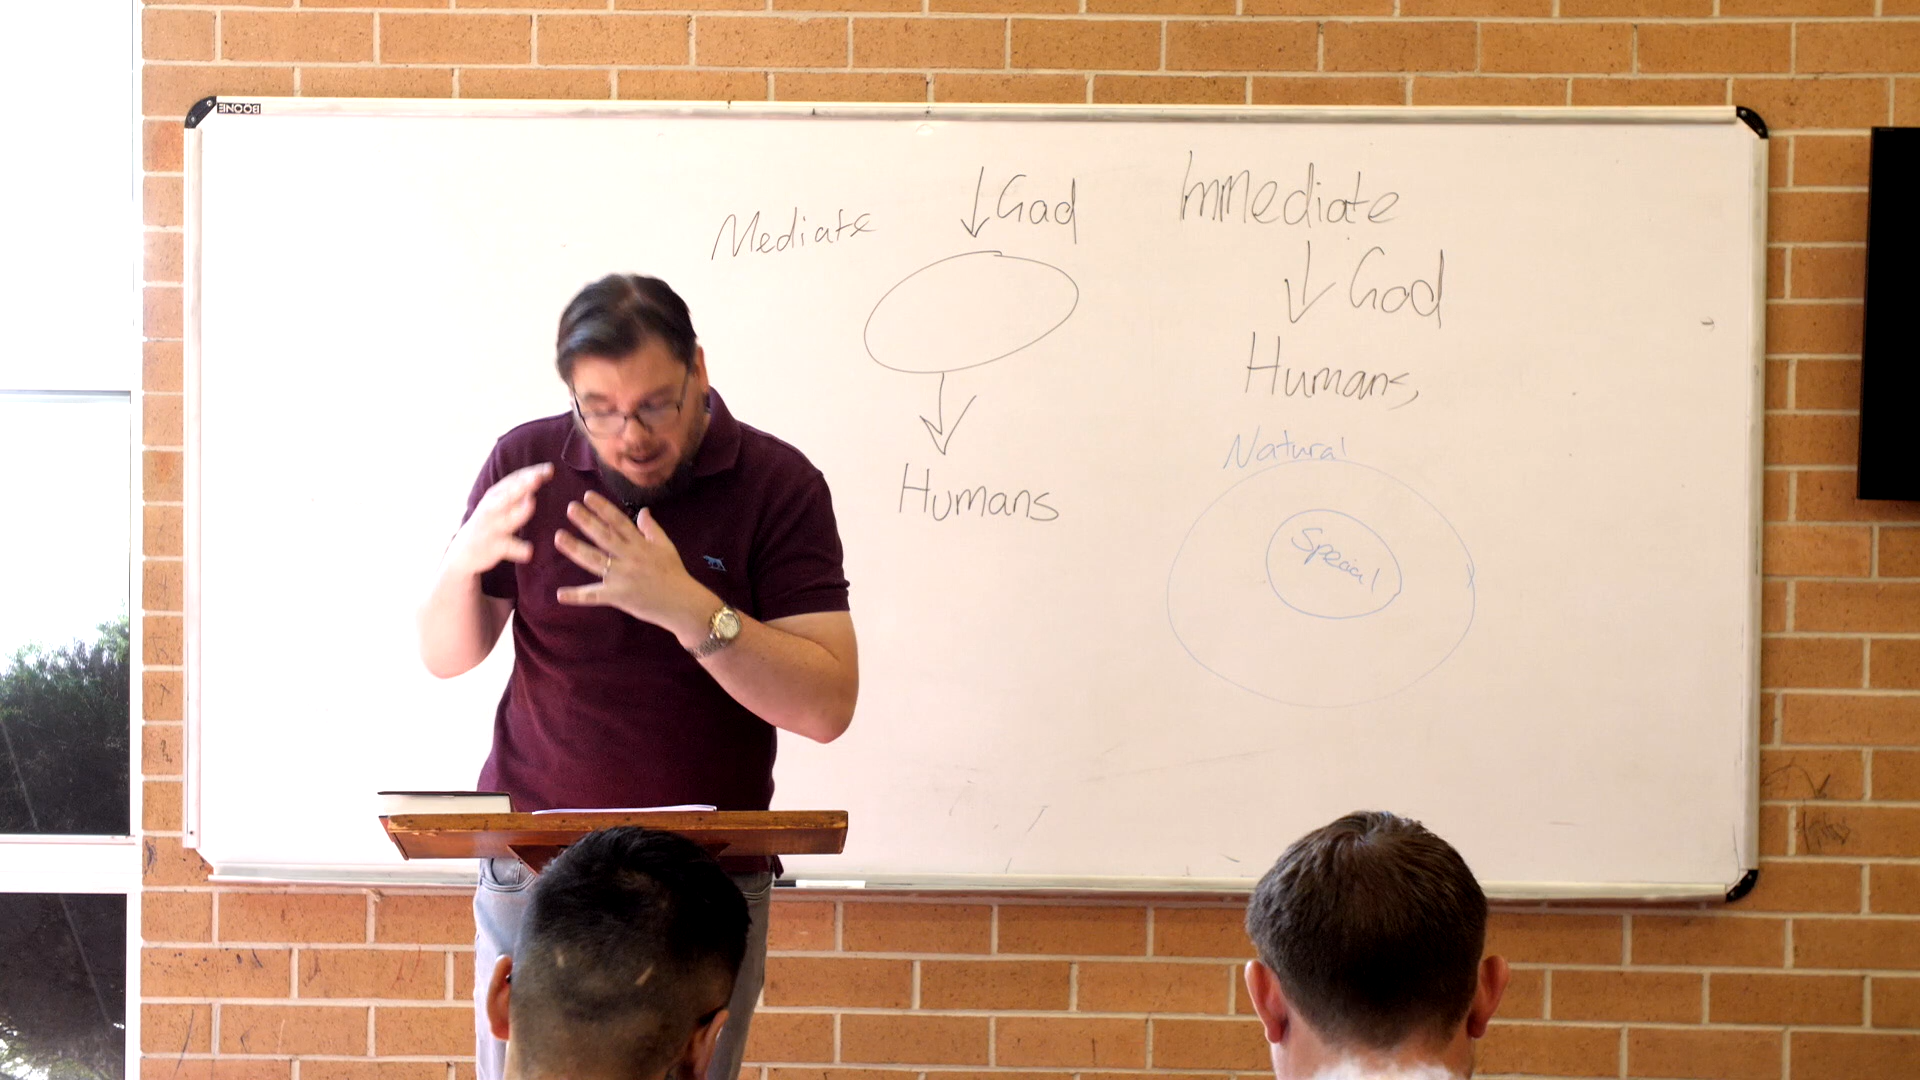 BOONE
Mediate
God
Humans
Immediate
God
Humans,
Natural
Special